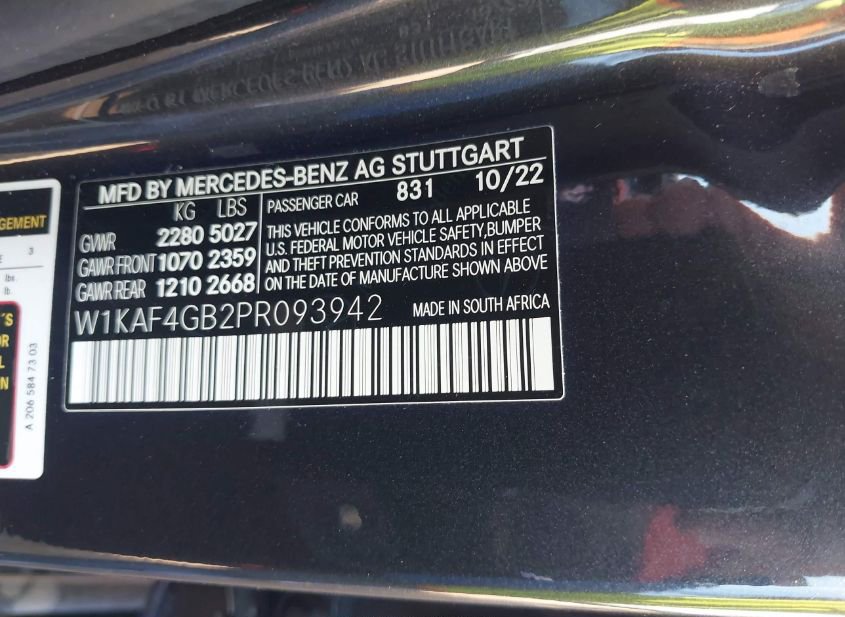 MFD BY MERCEDES-BENZ AG STUTTGART
KG LBS
GVWR 2280 5027
GAWR FRONT 1070 2359
GAWR REAR 1210 2668
PASSENGER CAR 831 10/22
THIS VEHICLE CONFORMS TO ALL APPLICABLE
U.S. FEDERAL MOTOR VEHICLE SAFETY,BUMPER
AND THEFT PREVENTION STANDARDS IN EFFECT
ON THE DATE OF MANUFACTURE SHOWN ABOVE
W1KAF4GB2PR093942 MADE IN SOUTH AFRICA
3
lbs.
lb.
A 206 584 73 03